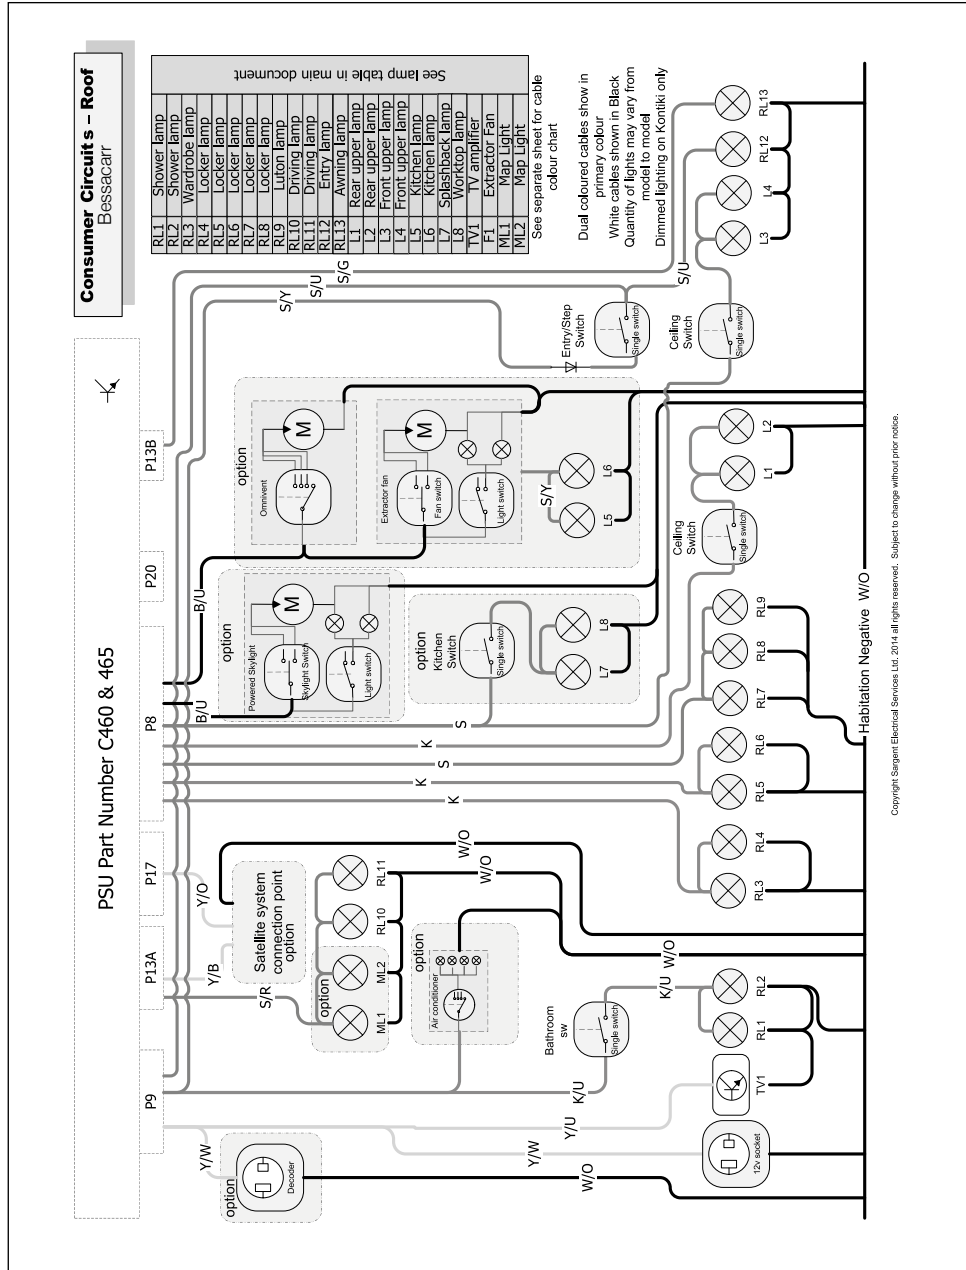 Consumer Circuits – Roof
Bessacarr
RL1 Shower lamp
RL2 Shower lamp
RL3 Wardrobe lamp
RL4 Locker lamp
RL5 Locker lamp
RL6 Locker lamp
RL7 Locker lamp
RL8 Locker lamp
RL9 Luton lamp
RL10 Driving lamp
RL11 Driving lamp
RL12 Entry lamp
RL13 Awning lamp
L1 Rear upper lamp
L2 Rear upper lamp
L3 Front upper lamp
L4 Front upper lamp
L5 Kitchen lamp
L6 Kitchen lamp
L7 Splashback lamp
L8 Worktop lamp
TV1 TV amplifier
F1 Extractor Fan
ML1 Map Light
ML2 Map Light
See lamp table in main document
See separate sheet for cable
colour chart
Dual coloured cables show in
primary colour
White cables shown in Black
Quantity of lights may vary from
model to model
Dimmed lighting on Kontiki only
PSU Part Number C460 & 465
P9
P13A
P17
P8
P20
P13B
Y/W
Y/B
Y/O
S/R
B/U
B/U
S/Y
S/U
S/G
option
Decoder
Satellite system
connection point
option
option
ML1
ML2
RL10
RL11
W/O
W/O
option
Air conditioner
K
K
S
K
S
option
Powered Skylight
M
Skylight Switch
Light switch
option
Omnivent
M
Extractor fan
M
Fan switch
Light switch
S/Y
L5
L6
option
Kitchen
Switch
Single switch
L7
L8
Entry/Step
Switch
Single switch
S/U
Ceiling
Switch
Single switch
Ceiling
Switch
Single switch
Bathroom
sw
Single switch
K/U
K/U
Y/U
Y/W
W/O
W/O
12v socket
TV1
RL1
RL2
RL3
RL4
RL5
RL6
RL7
RL8
RL9
L1
L2
L3
L4
RL12
RL13
Habitation Negative W/O
Copyright Sargent Electrical Services Ltd. 2014 all rights reserved. Subject to change without prior notice.